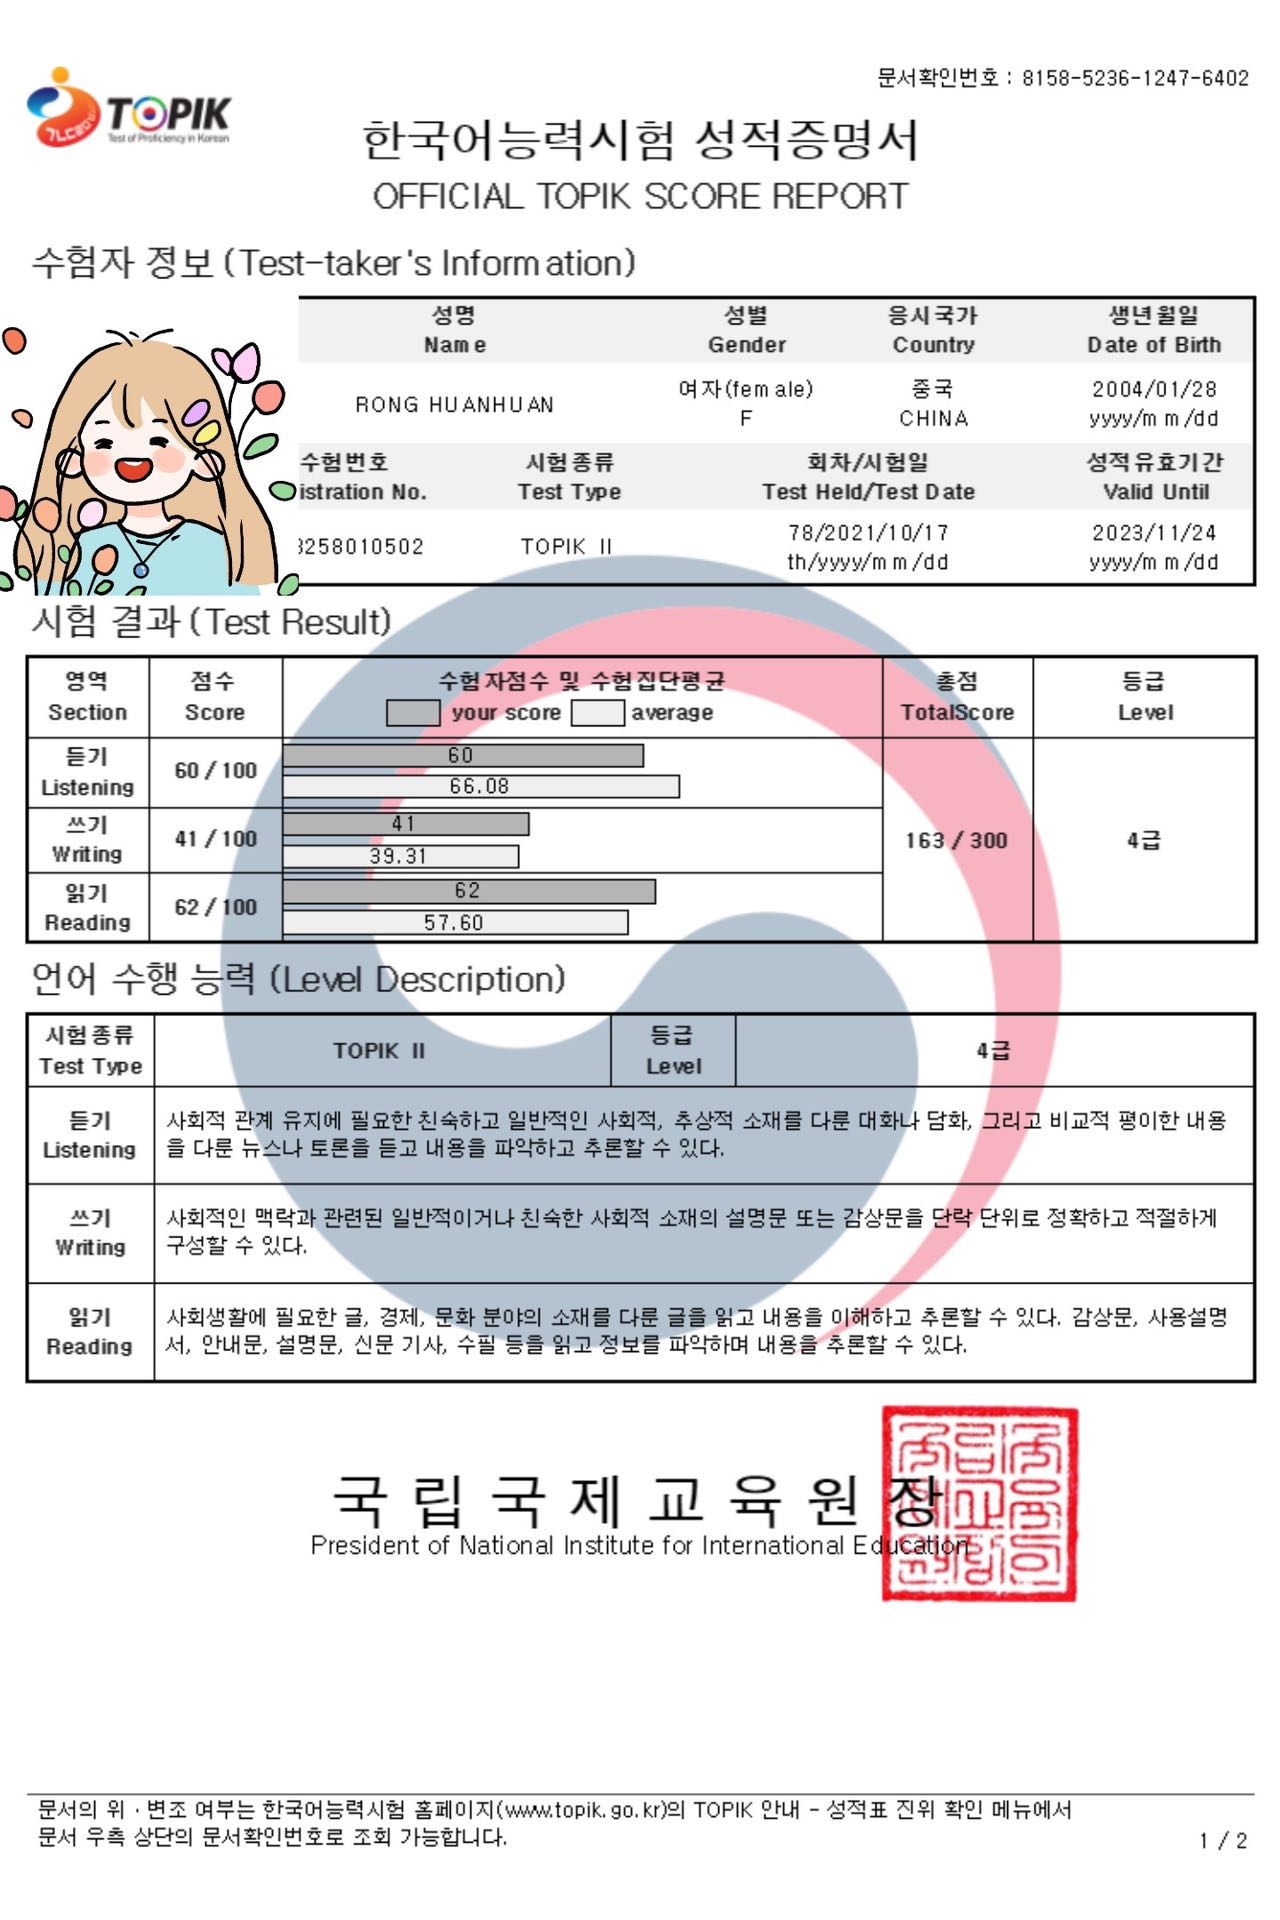 문서확인번호 : 8158-5236-1247-6402
TOPIK
Test of Proficiency in Korean
한국어능력시험 성적증명서
OFFICIAL TOPIK SCORE REPORT
수험자 정보 (Test-taker's Information)
성명 성별 응시국가 생년월일
Name Gender Country Date of Birth
RONG HUANHUAN 여자(female) 중국 2004/01/28
F CHINA yyyy/mm/dd
수험번호 시험종류 회차/시험일 성적유효기간
istration No. Test Type Test Held/Test Date Valid Until
258010502 TOPIK II 78/2021/10/17 2023/11/24
th/yyyy/mm/dd yyyy/mm/dd
시험 결과 (Test Result)
영역 점수 수험자점수 및 수험집단평균 총점 등급
Section Score your score average TotalScore Level
듣기 60 / 100 60
Listening 66.08
쓰기 41 / 100 41 163 / 300 4급
Writing 39.31
읽기 62 / 100 62
Reading 57.60
언어 수행 능력 (Level Description)
시험종류 TOPIK II 등급 4급
Test Type Level
듣기 사회적 관계 유지에 필요한 친숙하고 일반적인 사회적, 추상적 소재를 다룬 대화나 담화, 그리고 비교적 평이한 내용
Listening 을 다룬 뉴스나 토론을 듣고 내용을 파악하고 추론할 수 있다.
쓰기 사회적인 맥락과 관련된 일반적이거나 친숙한 사회적 소재의 설명문 또는 감상문을 단락 단위로 정확하고 적절하게
Writing 구성할 수 있다.
읽기 사회생활에 필요한 글, 경제, 문화 분야의 소재를 다룬 글을 읽고 내용을 이해하고 추론할 수 있다. 감상문, 사용설명
Reading 서, 안내문, 설명문, 신문 기사, 수필 등을 읽고 정보를 파악하며 내용을 추론할 수 있다.
국립국제교육원장
President of National Institute for International Education
문서의 위 · 변조 여부는 한국어능력시험 홈페이지(www.topik.go.kr)의 TOPIK 안내 - 성적표 진위 확인 메뉴에서
문서 우측 상단의 문서확인번호로 조회 가능합니다.
1 / 2